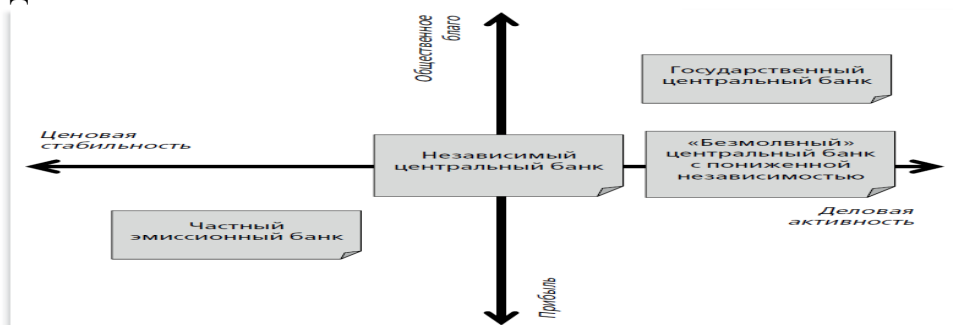 Общественное
благо
Государственный
центральный банк
Ценовая
стабильность
Независимый
центральный банк
«Безмолвный»
центральный банк
с пониженной
независимостью
Частный
эмиссионный банк
Деловая
активность
Прибыль